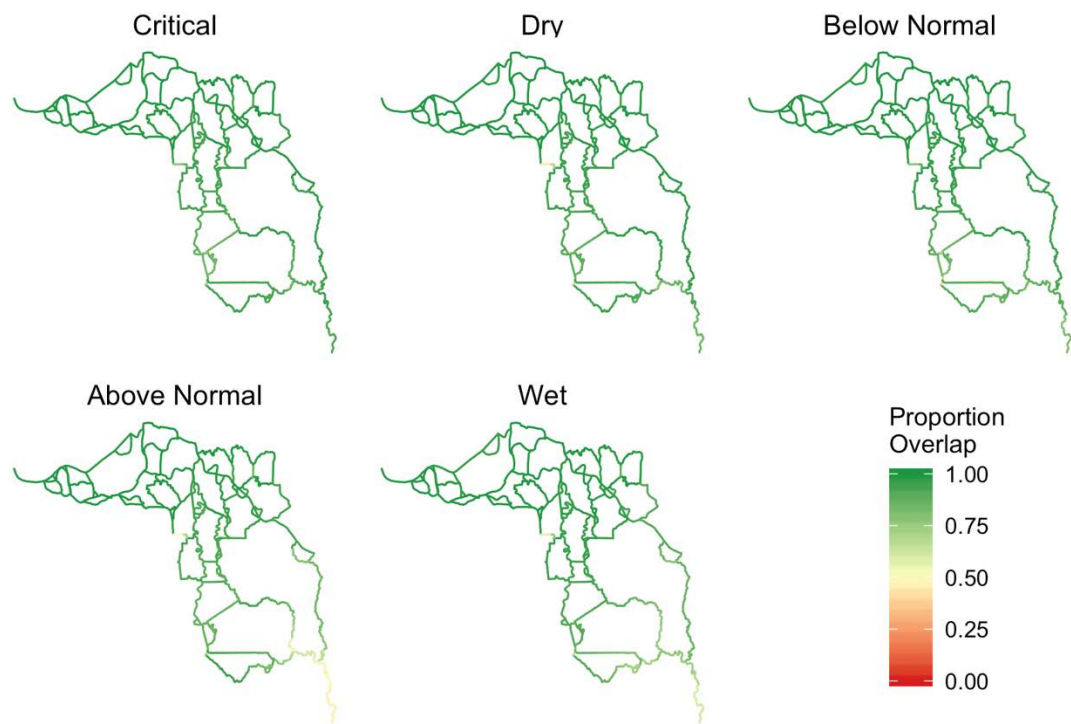 Critical
Dry
Below Normal
Above Normal
Wet
Proportion
Overlap
1.00
0.75
0.50
0.25
0.00